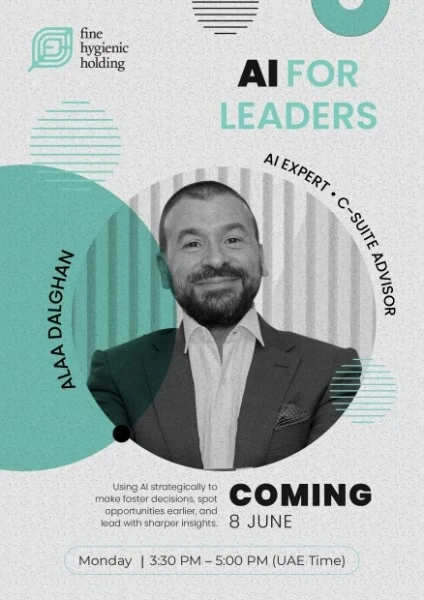 fine
hygienic
holding
AI FOR
LEADERS
AI EXPERT • C-SUITE ADVISOR
ALAA DALGHAN
Using AI strategically to
make faster decisions, spot
opportunities earlier, and
lead with sharper insights.
COMING
8 JUNE
Monday | 3:30 PM – 5:00 PM (UAE Time)